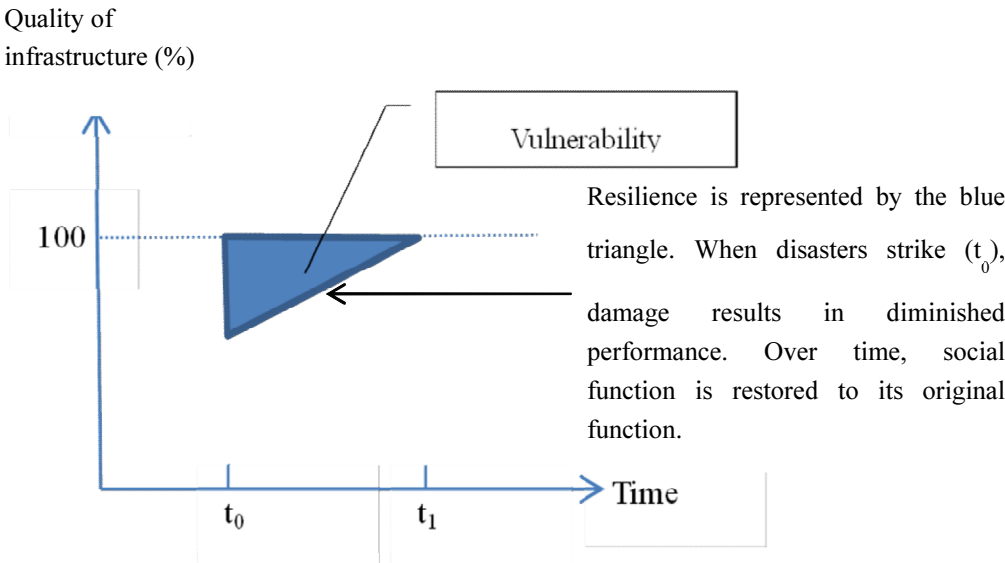 Quality of
infrastructure (%)
Vulnerability
Resilience is represented by the blue
100
triangle. When disasters strike (t₀),
damage results in diminished
performance. Over time, social
function is restored to its original
function.
Time
t₀
t₁